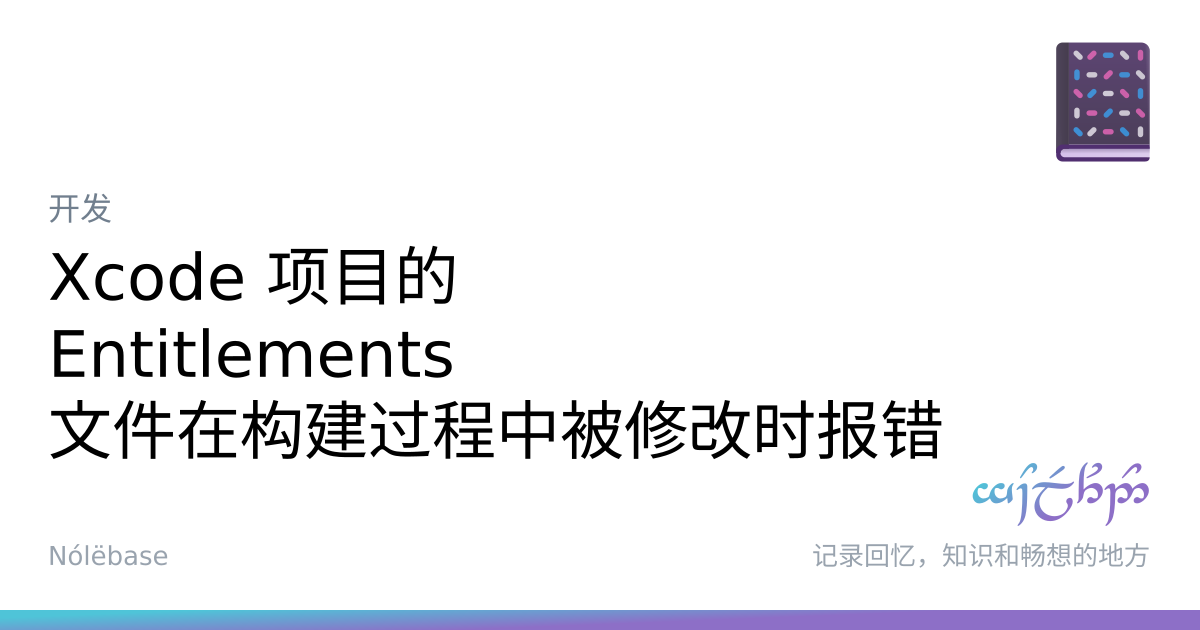 开发
Xcode 项目的
Entitlements
文件在构建过程中被修改时报错
Nólëbase
记录回忆，知识和畅想的地方